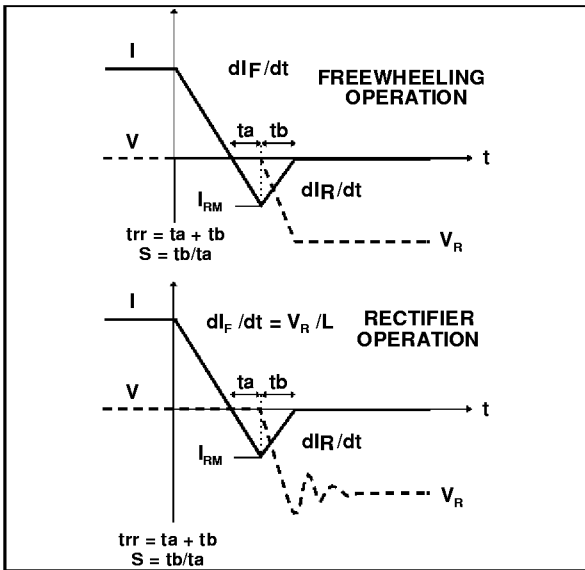 I
dIF/dt
FREEWHEELING
OPERATION
ta
tb
V
t
IRM
dIR/dt
trr = ta + tb
S = tb/ta
VR
I
dIF/dt = VR/L
RECTIFIER
OPERATION
ta
tb
V
t
dIR/dt
IRM
VR
trr = ta + tb
S = tb/ta